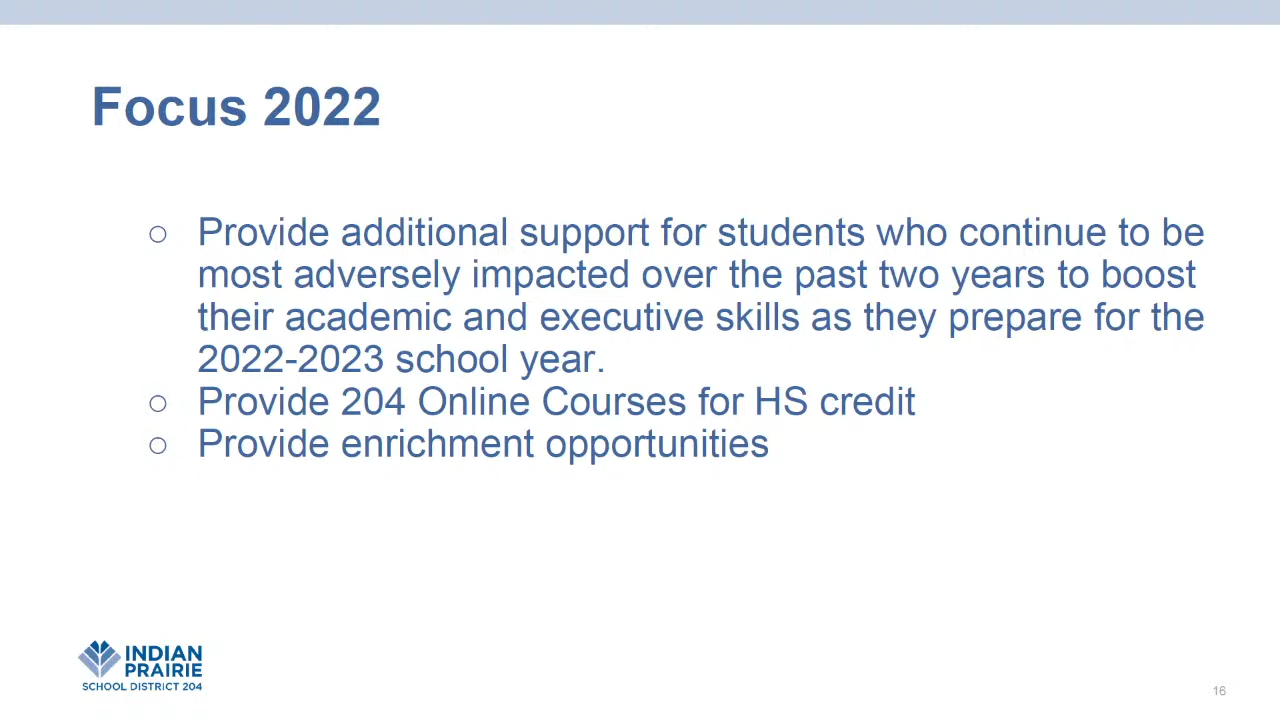 Focus 2022
○ Provide additional support for students who continue to be
most adversely impacted over the past two years to boost
their academic and executive skills as they prepare for the
2022-2023 school year.
○ Provide 204 Online Courses for HS credit
○ Provide enrichment opportunities
INDIAN
PRAIRIE
SCHOOL DISTRICT 204
16